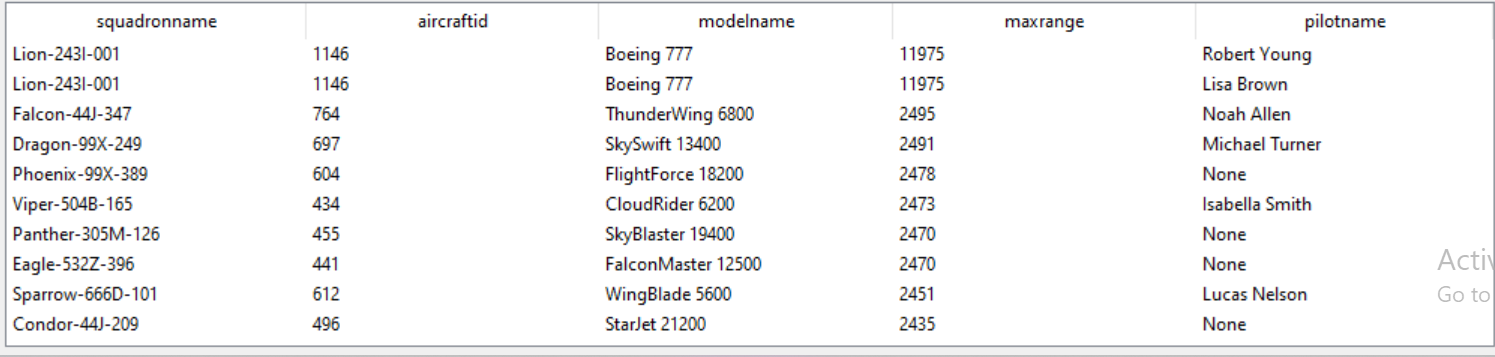 squadronname aircraftid modelname maxrange pilotname
Lion-243I-001 1146 Boeing 777 11975 Robert Young
Lion-243I-001 1146 Boeing 777 11975 Lisa Brown
Falcon-44J-347 764 ThunderWing 6800 2495 Noah Allen
Dragon-99X-249 697 SkySwift 13400 2491 Michael Turner
Phoenix-99X-389 604 FlightForce 18200 2478 None
Viper-504B-165 434 CloudRider 6200 2473 Isabella Smith
Panther-305M-126 455 SkyBlaster 19400 2470 None
Eagle-532Z-396 441 FalconMaster 12500 2470 None
Sparrow-666D-101 612 WingBlade 5600 2451 Lucas Nelson
Condor-44J-209 496 StarJet 21200 2435 None
Go to